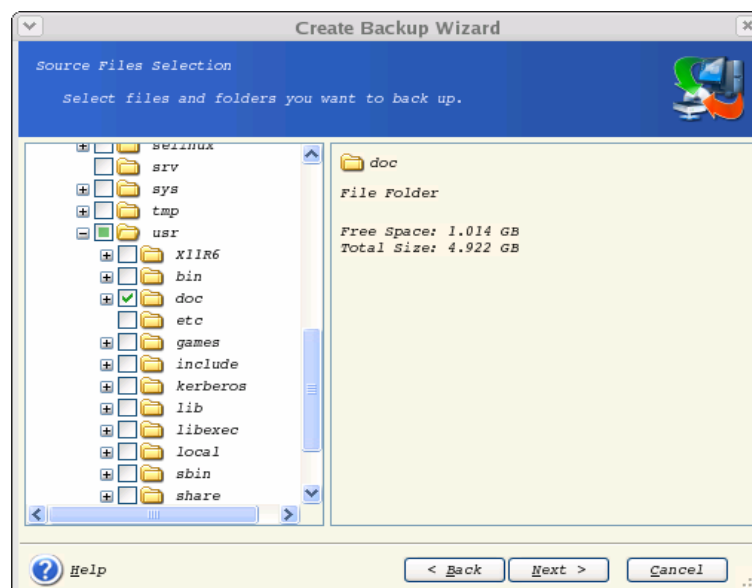 Create Backup Wizard
Source Files Selection
Select files and folders you want to back up.
selinux
srv
sys
tmp
usr
X11R6
bin
doc
etc
games
include
kerberos
lib
libexec
local
sbin
share
doc
File Folder
Free Space: 1.014 GB
Total Size: 4.922 GB
Help
< Back
Next >
Cancel